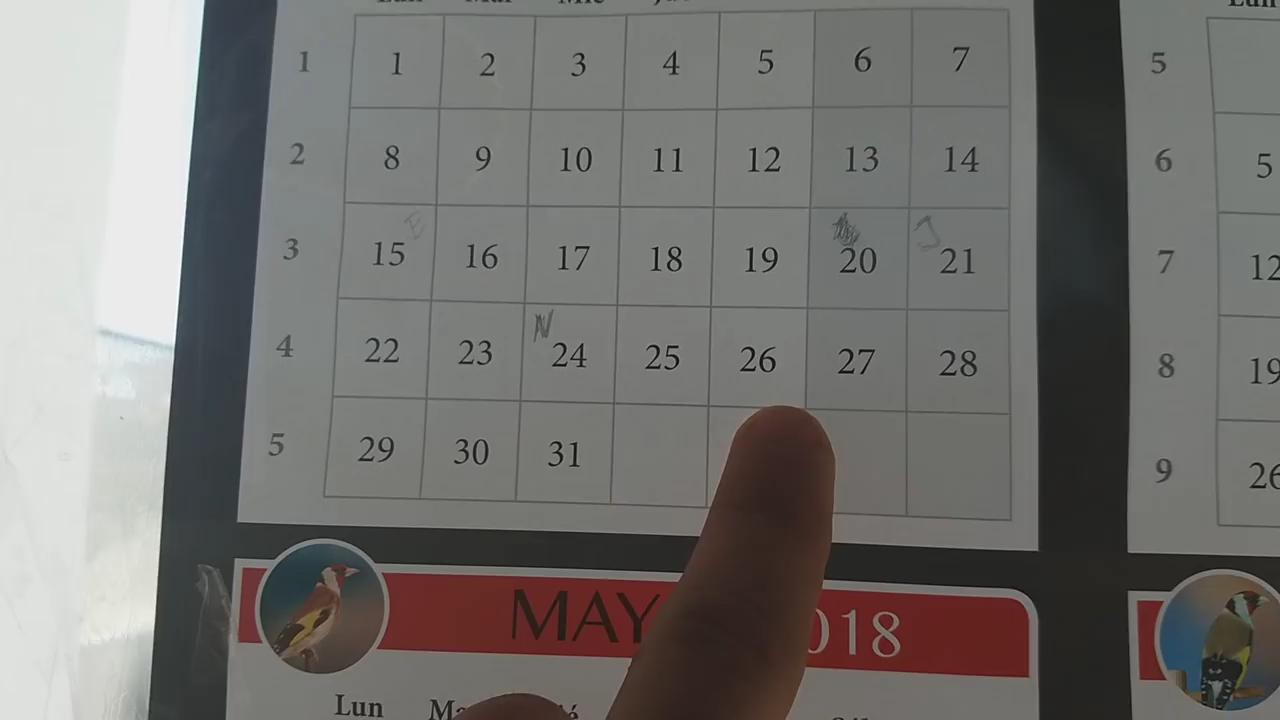 1 1 2 3 4 5 6 7 5
2 8 9 10 11 12 13 14 6 5
E J
3 15 16 17 18 19 20 21 7 12
N
4 22 23 24 25 26 27 28 8 19
5 29 30 31 9 26
018
Lun